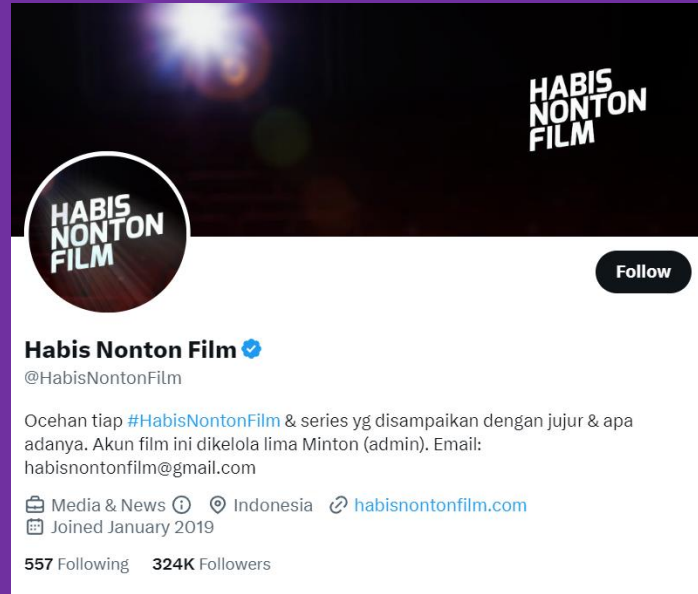 HABIS
NONTON
FILM
HABIS
NONTON
FILM
Follow
Habis Nonton Film
@HabisNontonFilm
Ocehan tiap #HabisNontonFilm & series yg disampaikan dengan jujur & apa
adanya. Akun film ini dikelola lima Minton (admin). Email:
habisnontonfilm@gmail.com
Media & News Indonesia habisnontonfilm.com
Joined January 2019
557 Following 324K Followers